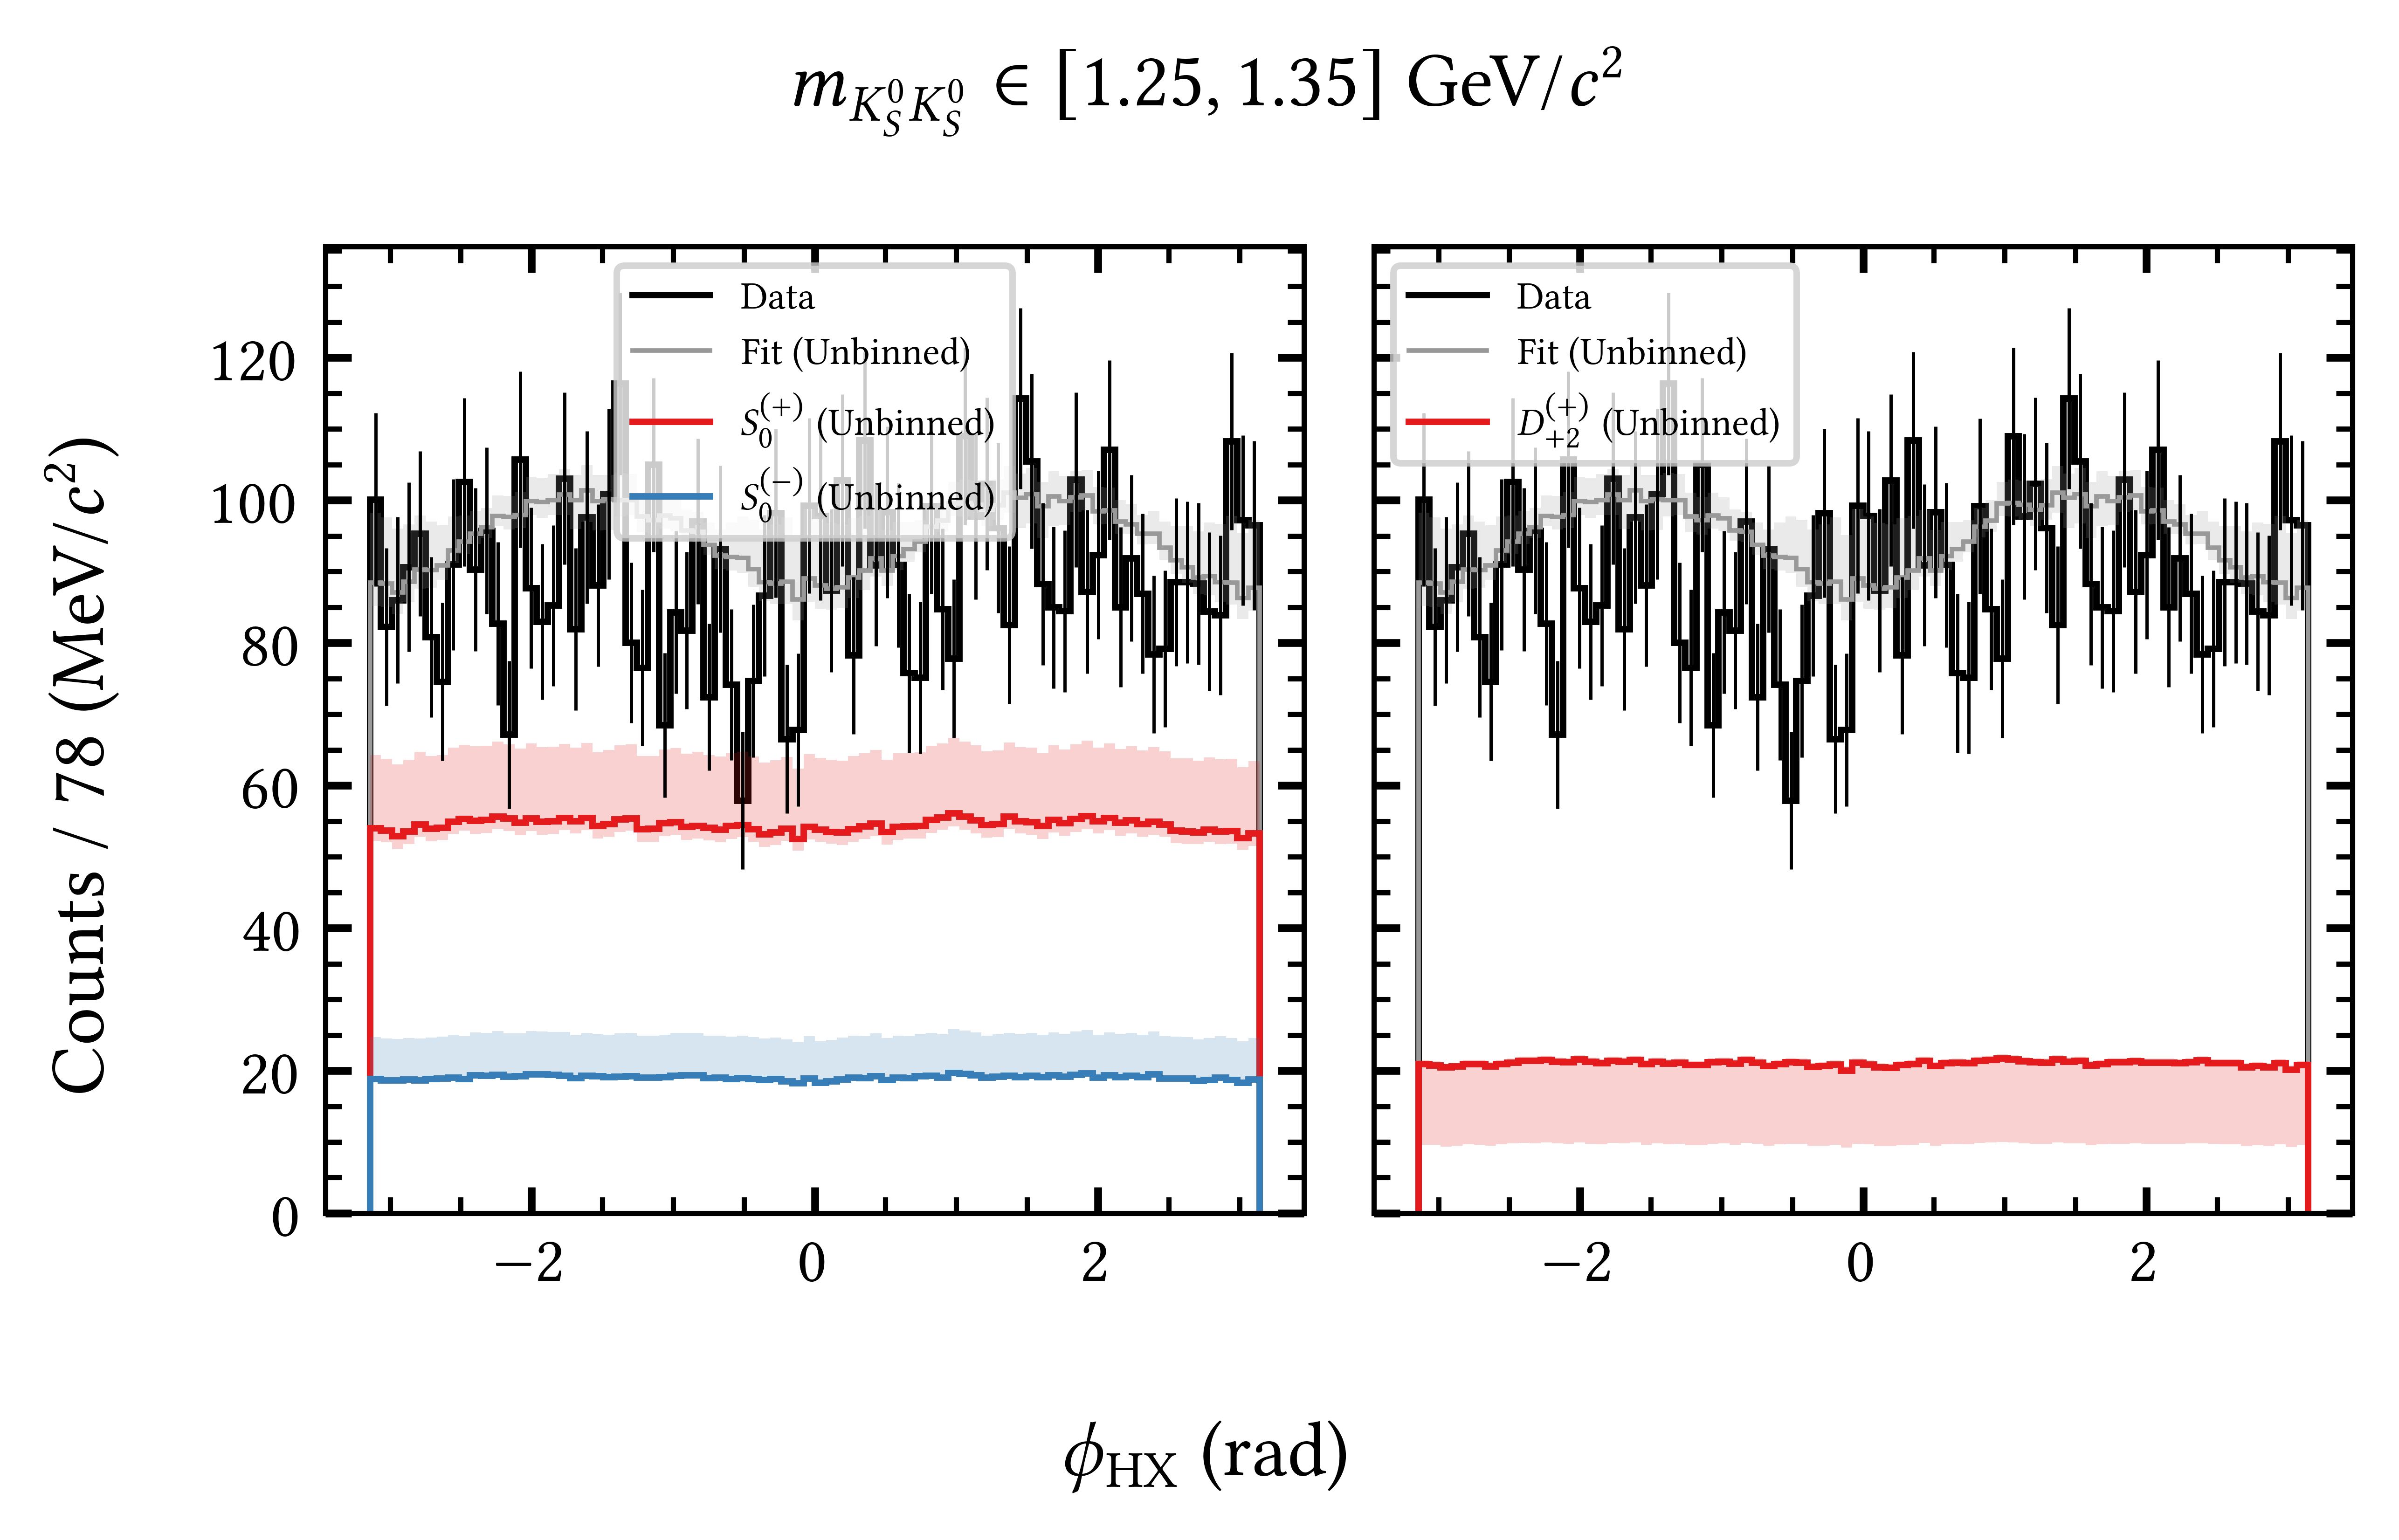 m_{K_S^0 K_S^0} ∈ [1.25, 1.35] GeV/c²
Counts / 78 (MeV/c²)
120
100
80
60
40
20
0
Data
Fit (Unbinned)
S_0^{(+)} (Unbinned)
S_0^{(−)} (Unbinned)
−2
0
2
Data
Fit (Unbinned)
D_{+2}^{(+)} (Unbinned)
−2
0
2
ϕ_{HX} (rad)